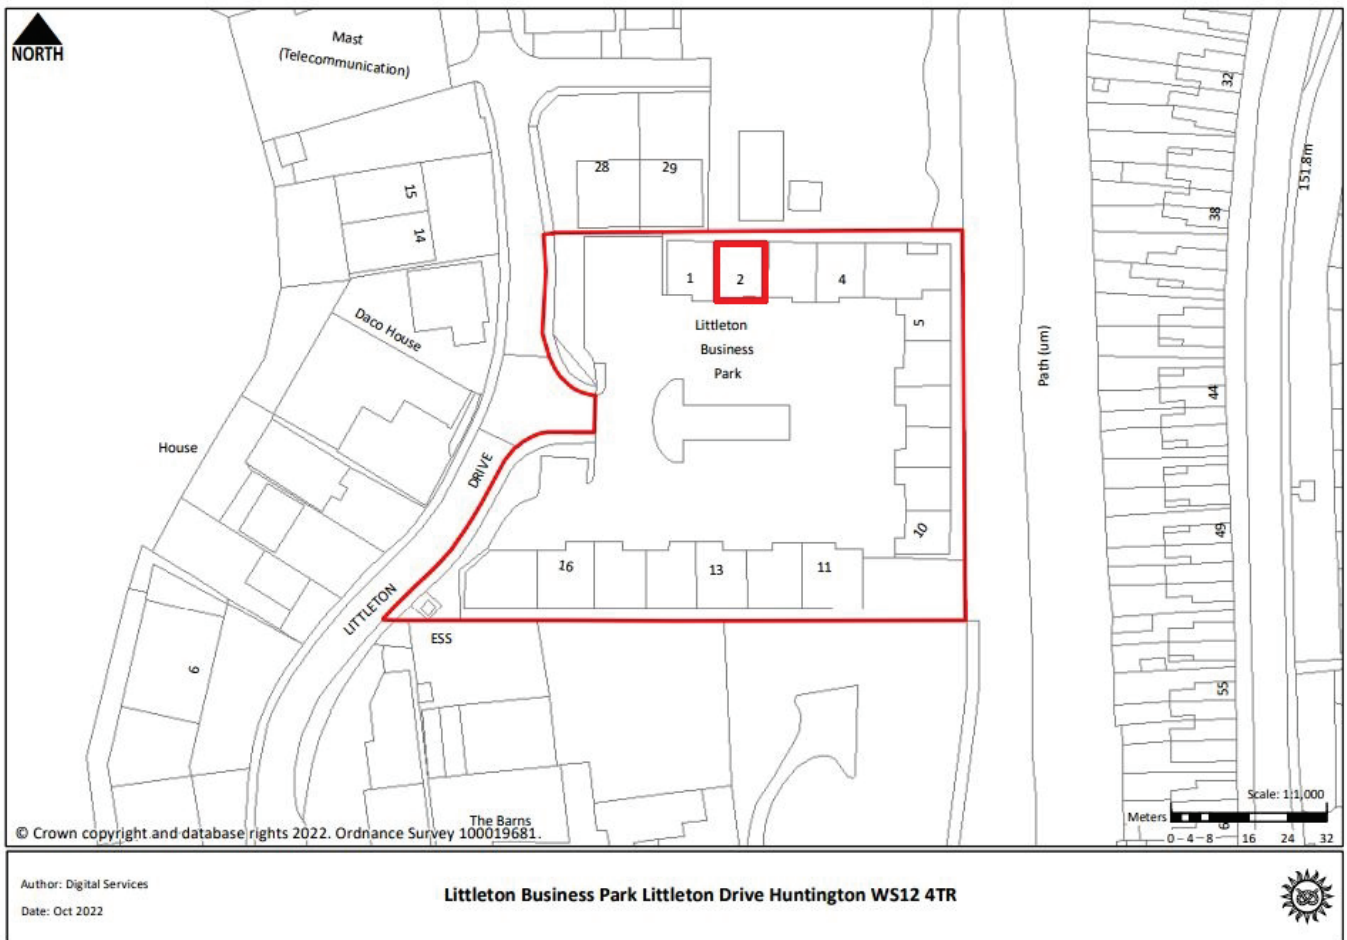 NORTH
Mast
(Telecommunication)
32
28
29
15
14
151.8m
38
1
2
4
5
Daco House
Littleton
Business
Park
Path (um)
44
House
DRIVE
49
10
16
13
11
LITTLETON
ESS
6
55
Scale: 1:1,000
Meters
0 4 8 16 24 32
The Barns
© Crown copyright and database rights 2022. Ordnance Survey 100019681.
Author: Digital Services
Date: Oct 2022
Littleton Business Park Littleton Drive Huntington WS12 4TR